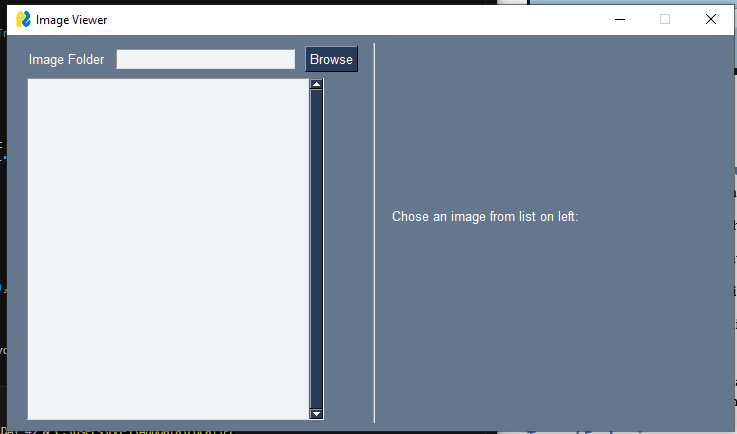 Image Viewer
Image Folder
Browse
Chose an image from list on left: